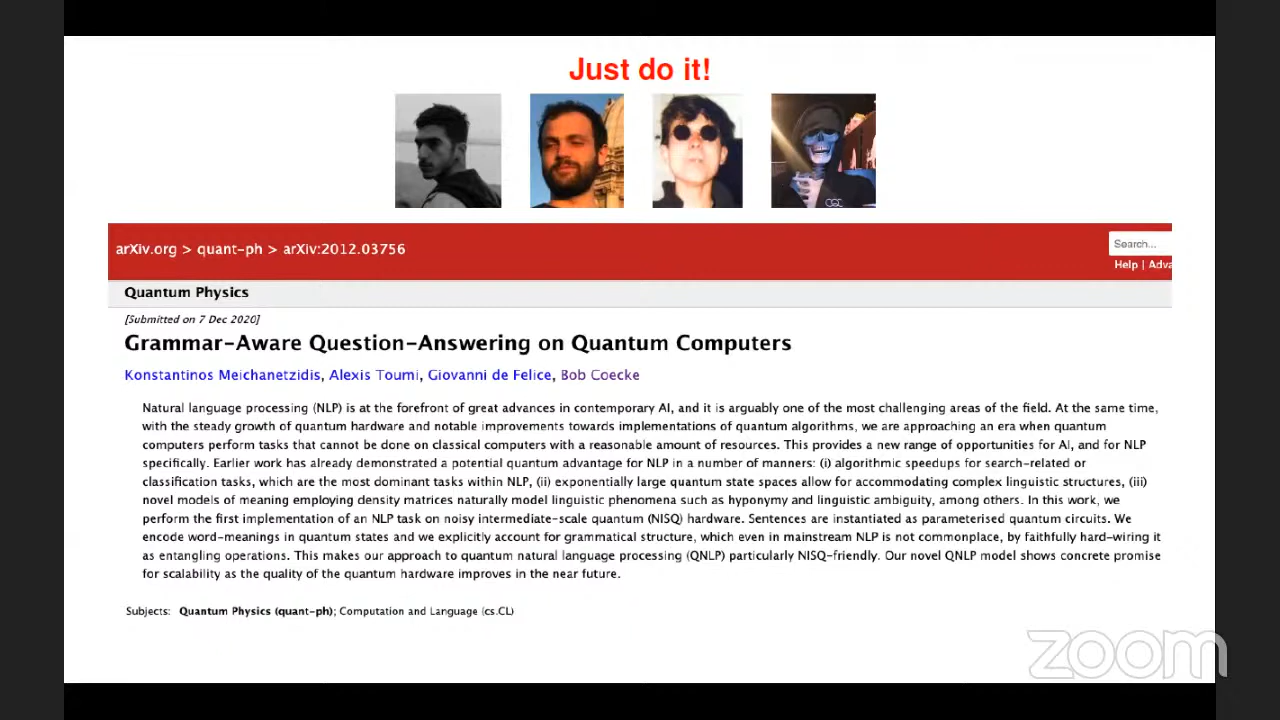 Just do it!
arXiv.org > quant-ph > arXiv:2012.03756
Search...
Help | Adva
Quantum Physics
[Submitted on 7 Dec 2020]
Grammar-Aware Question-Answering on Quantum Computers
Konstantinos Meichanetzidis, Alexis Toumi, Giovanni de Felice, Bob Coecke
Natural language processing (NLP) is at the forefront of great advances in contemporary AI, and it is arguably one of the most challenging areas of the field. At the same time,
with the steady growth of quantum hardware and notable improvements towards implementations of quantum algorithms, we are approaching an era when quantum
computers perform tasks that cannot be done on classical computers with a reasonable amount of resources. This provides a new range of opportunities for AI, and for NLP
specifically. Earlier work has already demonstrated a potential quantum advantage for NLP in a number of manners: (i) algorithmic speedups for search-related or
classification tasks, which are the most dominant tasks within NLP, (ii) exponentially large quantum state spaces allow for accommodating complex linguistic structures, (iii)
novel models of meaning employing density matrices naturally model linguistic phenomena such as hyponymy and linguistic ambiguity, among others. In this work, we
perform the first implementation of an NLP task on noisy intermediate-scale quantum (NISQ) hardware. Sentences are instantiated as parameterised quantum circuits. We
encode word-meanings in quantum states and we explicitly account for grammatical structure, which even in mainstream NLP is not commonplace, by faithfully hard-wiring it
as entangling operations. This makes our approach to quantum natural language processing (QNLP) particularly NISQ-friendly. Our novel QNLP model shows concrete promise
for scalability as the quality of the quantum hardware improves in the near future.
Subjects: Quantum Physics (quant-ph); Computation and Language (cs.CL)
zoom